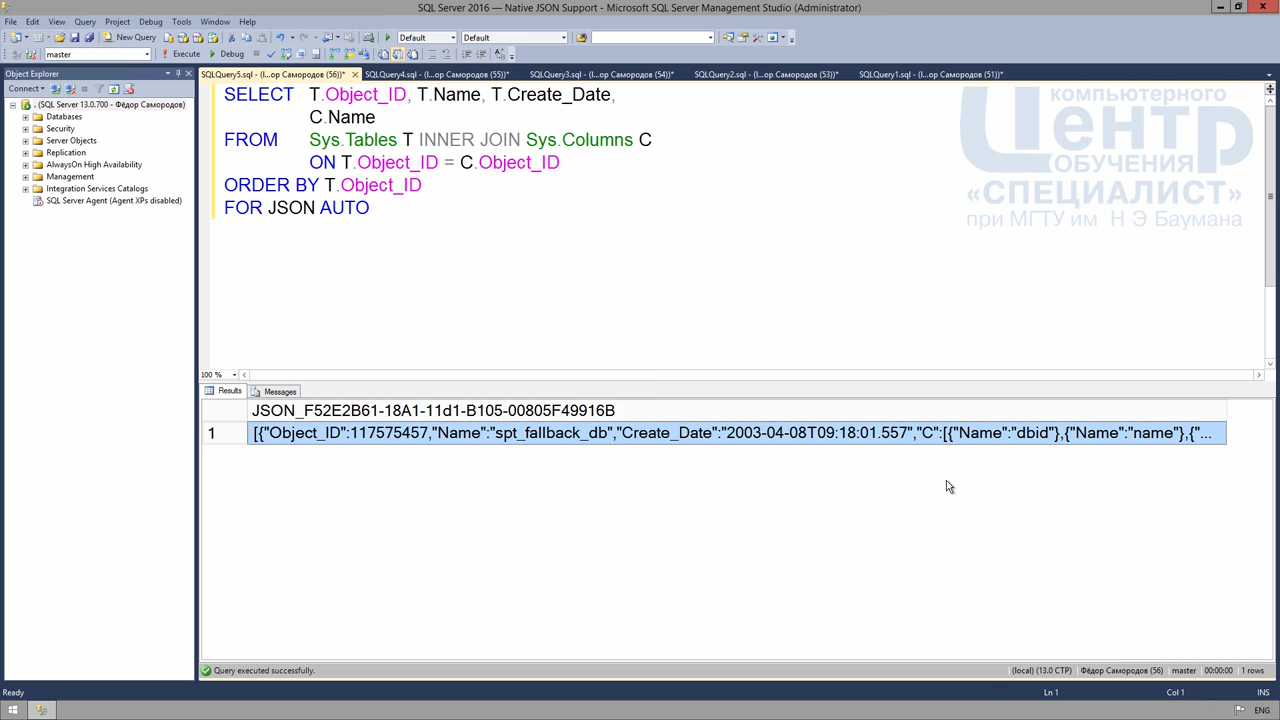 SQL Server 2016 — Native JSON Support - Microsoft SQL Server Management Studio (Administrator)
File Edit View Query Project Debug Tools Window Help
New Query Default Default
master Execute Debug
Object Explorer
Connect
. (SQL Server 13.0.700 - Фёдор Самородов)
Databases
Security
Server Objects
Replication
AlwaysOn High Availability
Management
Integration Services Catalogs
SQL Server Agent (Agent XPs disabled)
SQLQuery5.sql - (l...ор Самородов (56))* SQLQuery4.sql - (l...ор Самородов (55))* SQLQuery3.sql - (l...ор Самородов (54))* SQLQuery2.sql - (l...ор Самородов (53))* SQLQuery1.sql - (l...ор Самородов (51))*
SELECT T.Object_ID, T.Name, T.Create_Date,
C.Name
FROM Sys.Tables T INNER JOIN Sys.Columns C
ON T.Object_ID = C.Object_ID
ORDER BY T.Object_ID
FOR JSON AUTO
компьютерного
Центр
ОБУЧЕНИЯ
«СПЕЦИАЛИСТ»
при МГТУ им Н Э Баумана
100 %
Results Messages
JSON_F52E2B61-18A1-11d1-B105-00805F49916B
1 [{"Object_ID":117575457,"Name":"spt_fallback_db","Create_Date":"2003-04-08T09:18:01.557","C":[{"Name":"dbid"},{"Name":"name"},{"...
Query executed successfully. (local) (13.0 CTP) Фёдор Самородов (56) master 00:00:00 1 rows
Ready Ln 1 Col 1 INS
ENG